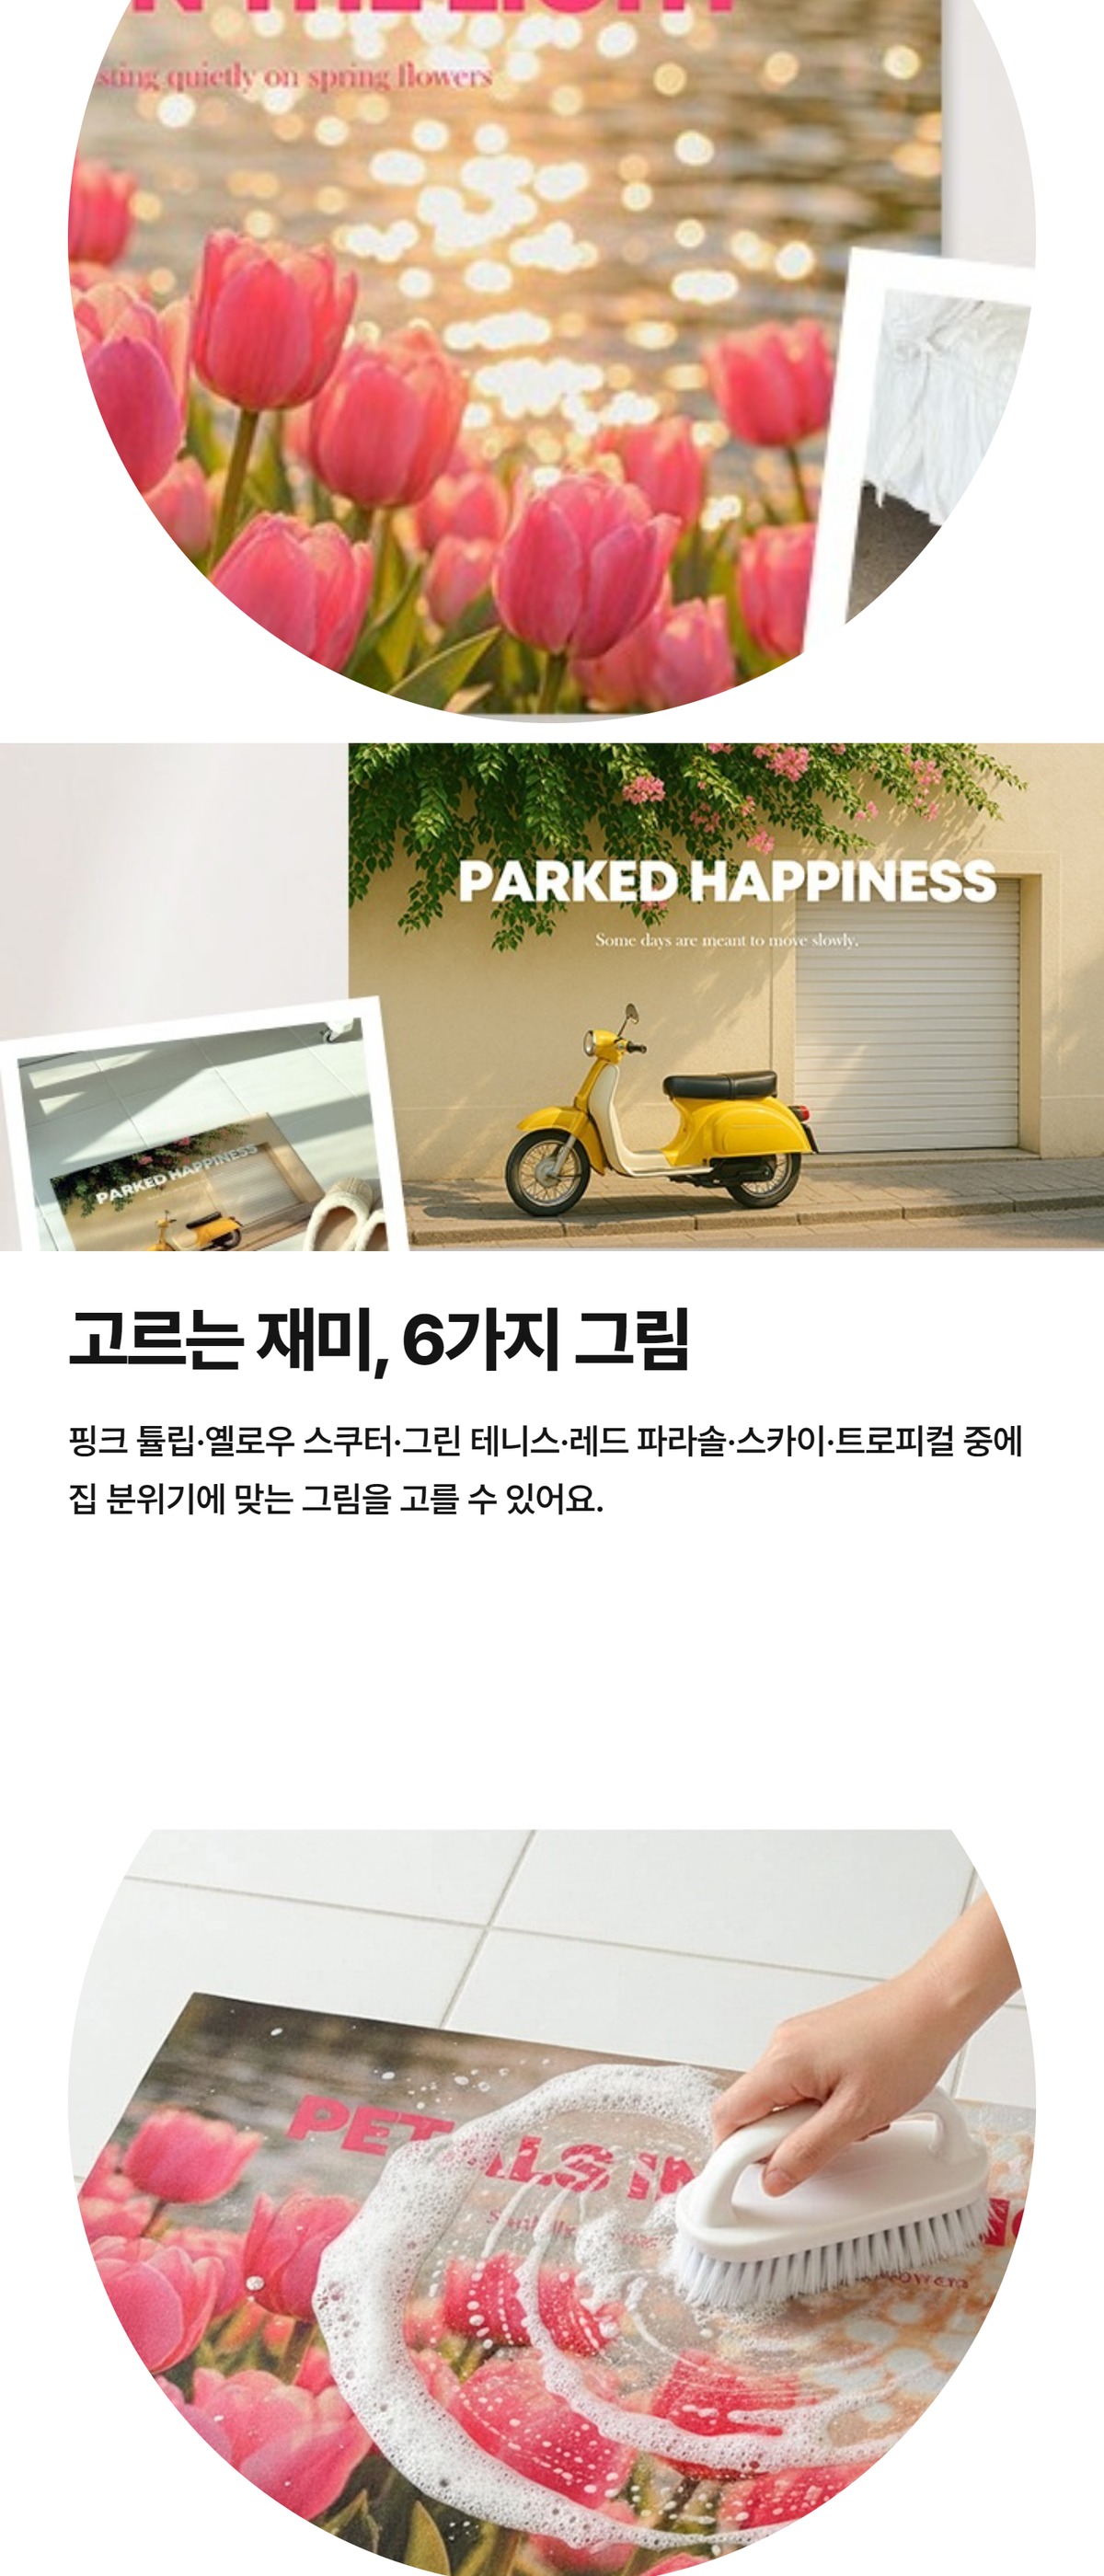 sting quietly on spring flowers
PARKED HAPPINESS
Some days are meant to move slowly.
PARKED HAPPINESS
고르는 재미, 6가지 그림
핑크 튤립·옐로우 스쿠터·그린 테니스·레드 파라솔·스카이·트로피컬 중에
집 분위기에 맞는 그림을 고를 수 있어요.
PETALS IN